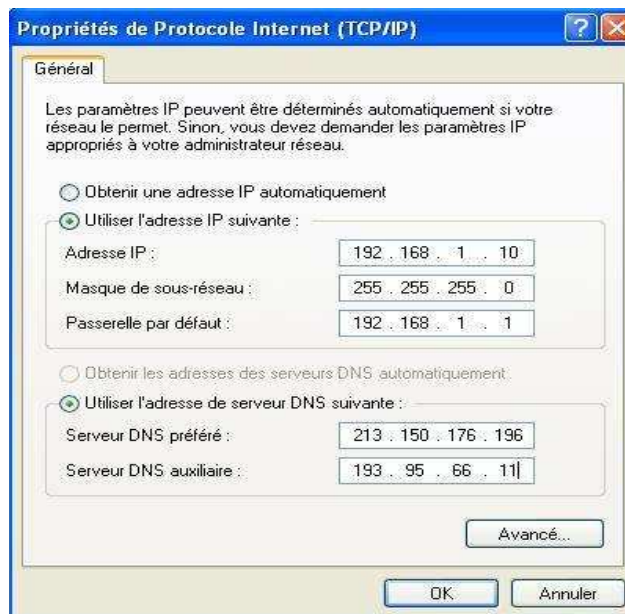 Propriétés de Protocole Internet (TCP/IP)
Général
Les paramètres IP peuvent être déterminés automatiquement si votre
réseau le permet. Sinon, vous devez demander les paramètres IP
appropriés à votre administrateur réseau.
Obtenir une adresse IP automatiquement
Utiliser l'adresse IP suivante :
Adresse IP : 192 . 168 . 1 . 10
Masque de sous-réseau : 255 . 255 . 255 . 0
Passerelle par défaut : 192 . 168 . 1 . 1
Obtenir les adresses des serveurs DNS automatiquement
Utiliser l'adresse de serveur DNS suivante :
Serveur DNS préféré : 213 . 150 . 176 . 196
Serveur DNS auxiliaire : 193 . 95 . 66 . 11
Avancé...
OK Annuler